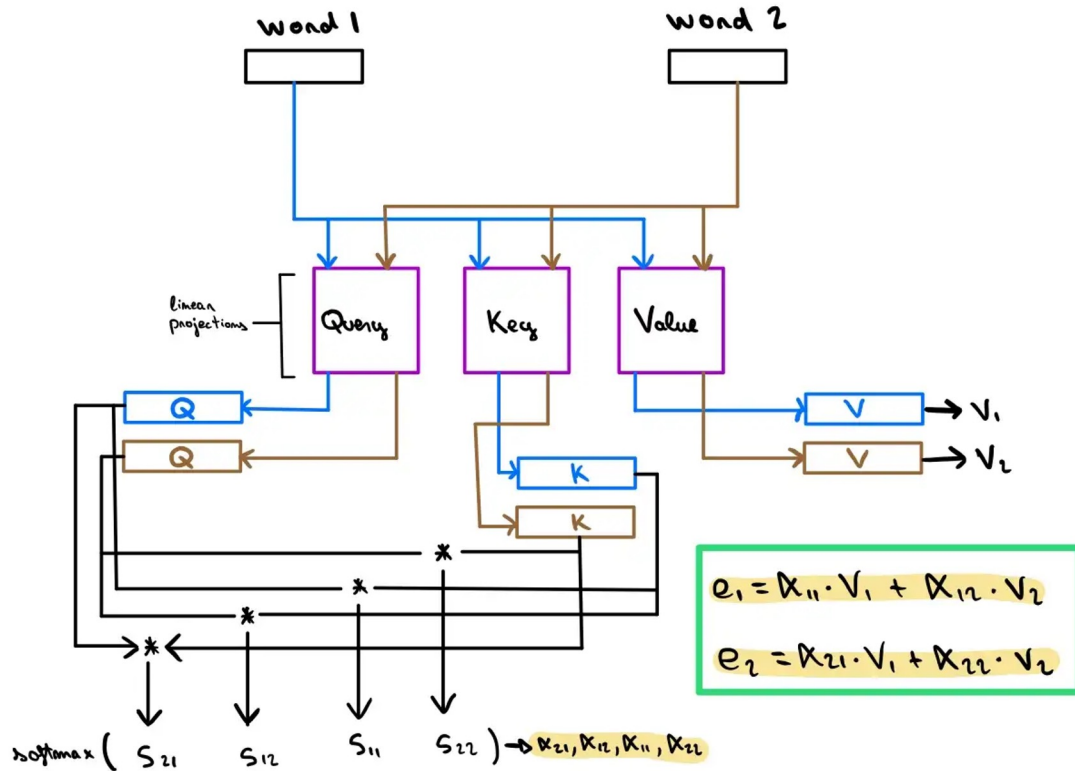 word 1
word 2
linear
projections
Query
Key
Value
Q
Q
K
K
V → V₁
V → V₂
*
*
*
*
softmax ( S₂₁ S₁₂ S₁₁ S₂₂ ) → α₂₁, α₁₂, α₁₁, α₂₂
e₁ = α₁₁ · V₁ + α₁₂ · V₂
e₂ = α₂₁ · V₁ + α₂₂ · V₂